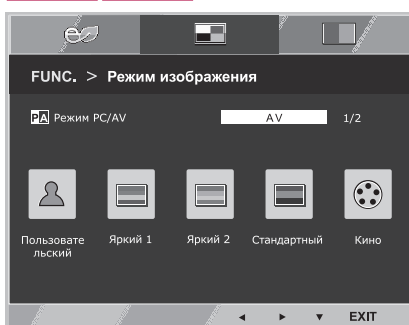 FUNC. > Режим изображения
PA Режим PC/AV AV 1/2
Пользовате
льский
Яркий 1 Яркий 2 Стандартный Кино
EXIT